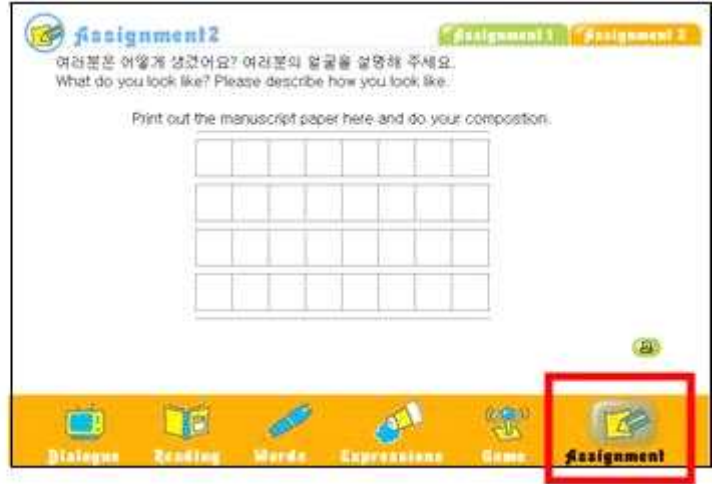 Assignment2
Assignment 1 Assignment 2
여러분은 어떻게 생겼어요? 여러분의 얼굴을 설명해 주세요.
What do you look like? Please describe how you look like.
Print out the manuscript paper here and do your compostion.
Dialogue Reading Words Expressions Game Assignment